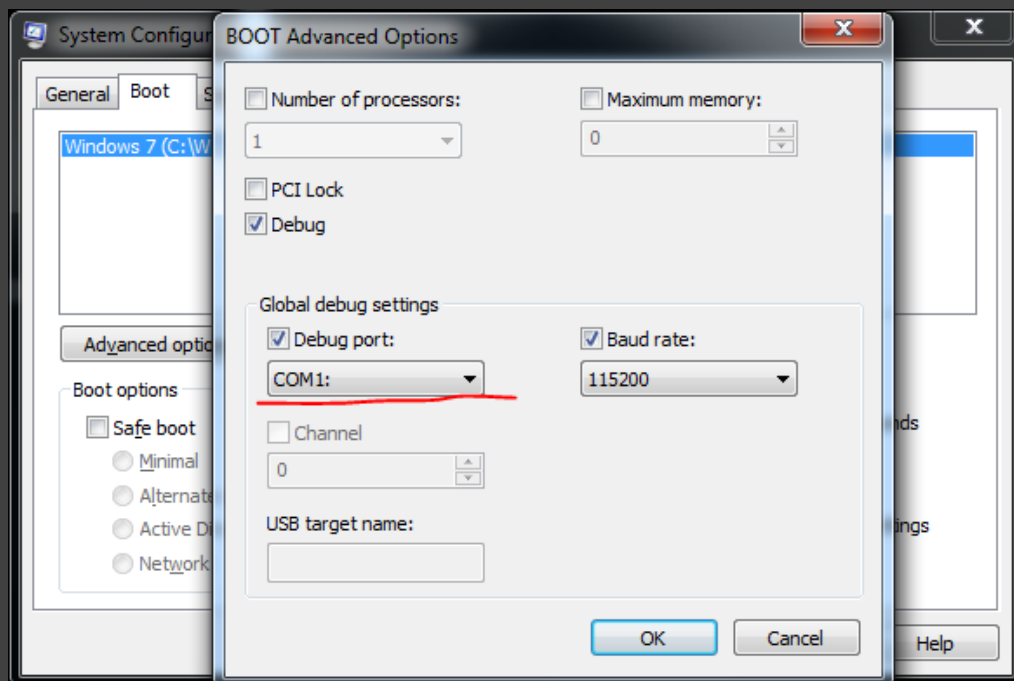 System Configur
BOOT Advanced Options
General
Boot
S
Windows 7 (C:\W
Advanced optio
Boot options
Safe boot
Minimal
Alternate
Active Di
Network
Number of processors:
1
Maximum memory:
0
PCI Lock
Debug
Global debug settings
Debug port:
COM1:
Baud rate:
115200
Channel
0
USB target name:
OK
Cancel
nds
ings
Help